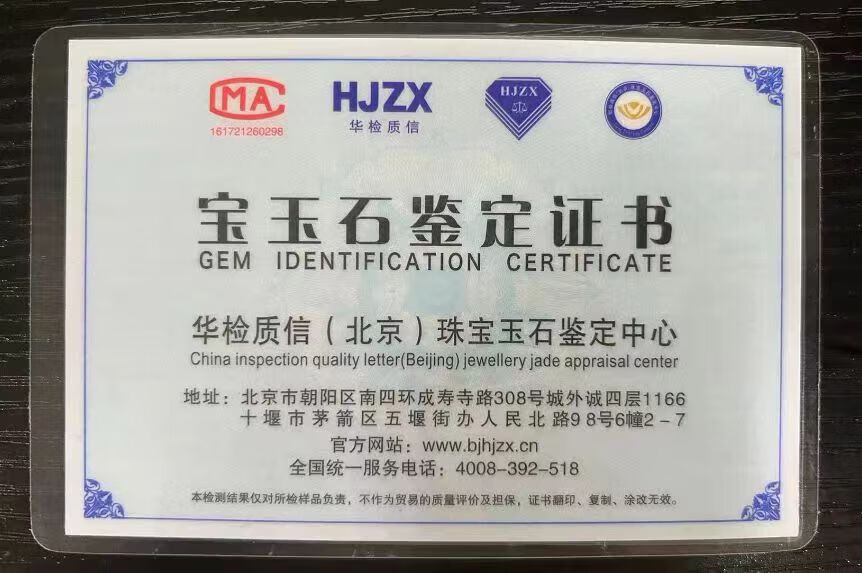 CMA
161721260298
HJZX
华检质信
HJZX
宝玉石鉴定证书
GEM IDENTIFICATION CERTIFICATE
华检质信（北京）珠宝玉石鉴定中心
China inspection quality letter(Beijing) jewellery jade appraisal center
地址：北京市朝阳区南四环成寿寺路308号城外诚四层1166
十堰市茅箭区五堰街办人民北路98号6幢2-7
官方网站：www.bjhjzx.cn
全国统一服务电话：4008-392-518
本检测结果仅对所检样品负责，不作为贸易的质量评价及担保，证书翻印、复制、涂改无效。